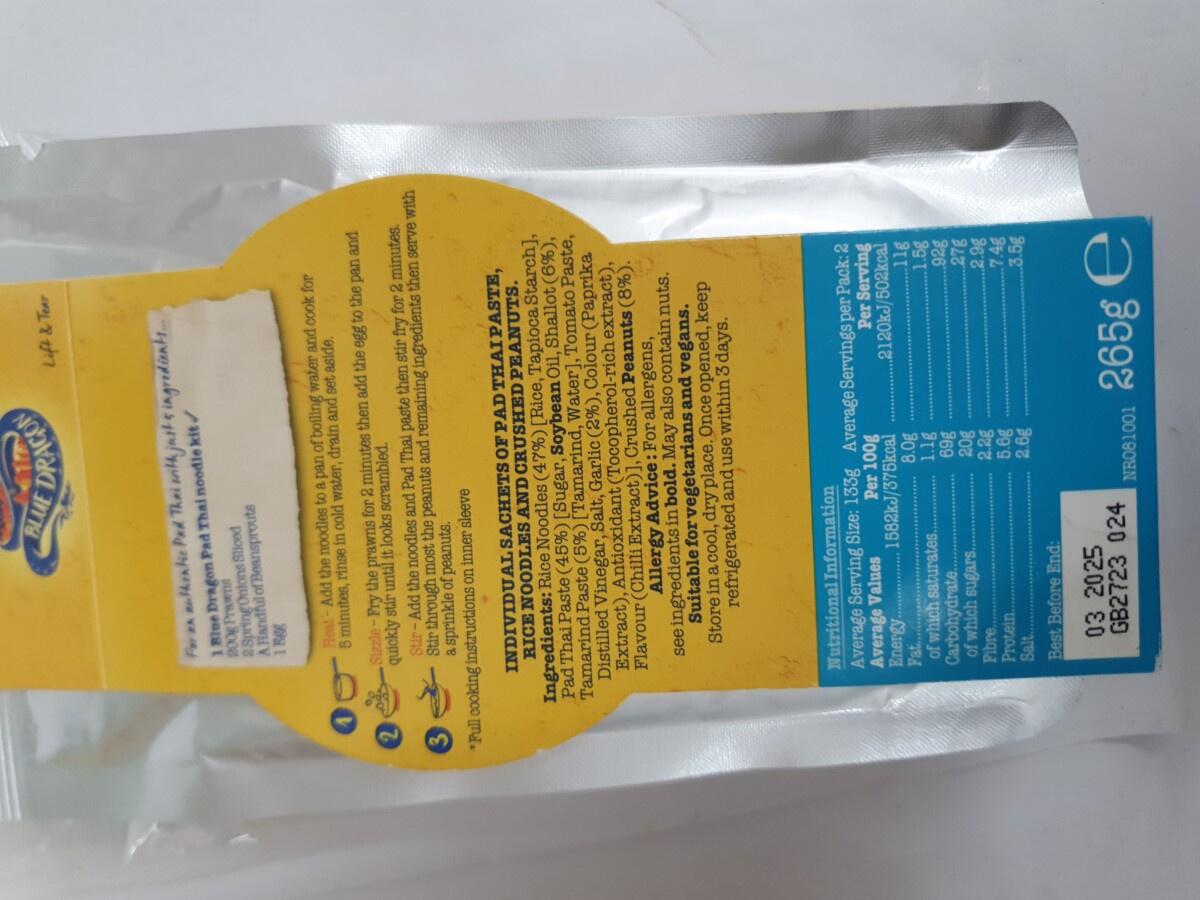 BLUE DRAGON
Lift & Tear
For an authentic Pad Thai with just 5 ingredients...
1 Blue Dragon Pad Thai noodle kit ✓
200g Prawns
2 Spring Onions Sliced
A Handful of Beansprouts
1 Egg
1 Heat - Add the noodles to a pan of boiling water and cook for
5 minutes, rinse in cold water, drain and set aside.
2 Sizzle - Fry the prawns for 2 minutes then add the egg to the pan and
quickly stir until it looks scrambled.
3 Stir - Add the noodles and Pad Thai paste then stir fry for 2 minutes.
Stir through most the peanuts and remaining ingredients then serve with
a sprinkle of peanuts.
*Full cooking instructions on inner sleeve
INDIVIDUAL SACHETS OF PAD THAI PASTE,
RICE NOODLES AND CRUSHED PEANUTS.
Ingredients: Rice Noodles (47%) [Rice, Tapioca Starch],
Pad Thai Paste (45%) [Sugar, Soybean Oil, Shallot (6%),
Tamarind Paste (5%) [Tamarind, Water], Tomato Paste,
Distilled Vinegar, Salt, Garlic (2%), Colour (Paprika
Extract), Antioxidant (Tocopherol-rich extract),
Flavour (Chilli Extract)], Crushed Peanuts (8%).
Allergy Advice: For allergens,
see ingredients in bold. May also contain nuts.
Suitable for vegetarians and vegans.
Store in a cool, dry place. Once opened, keep
refrigerated and use within 3 days.
Nutritional Information
Average Serving Size: 133g Average Servings per Pack: 2
Average Values Per 100g Per Serving
Energy 1582kJ/375kcal 2120kJ/502kcal
Fat 8.0g 11g
of which saturates 1.1g 1.5g
Carbohydrate 69g 92g
of which sugars 20g 27g
Fibre 2.2g 2.9g
Protein 5.6g 7.4g
Salt 2.6g 3.5g
Best Before End:
03 2025
GB2723 024
NR081001 265g e